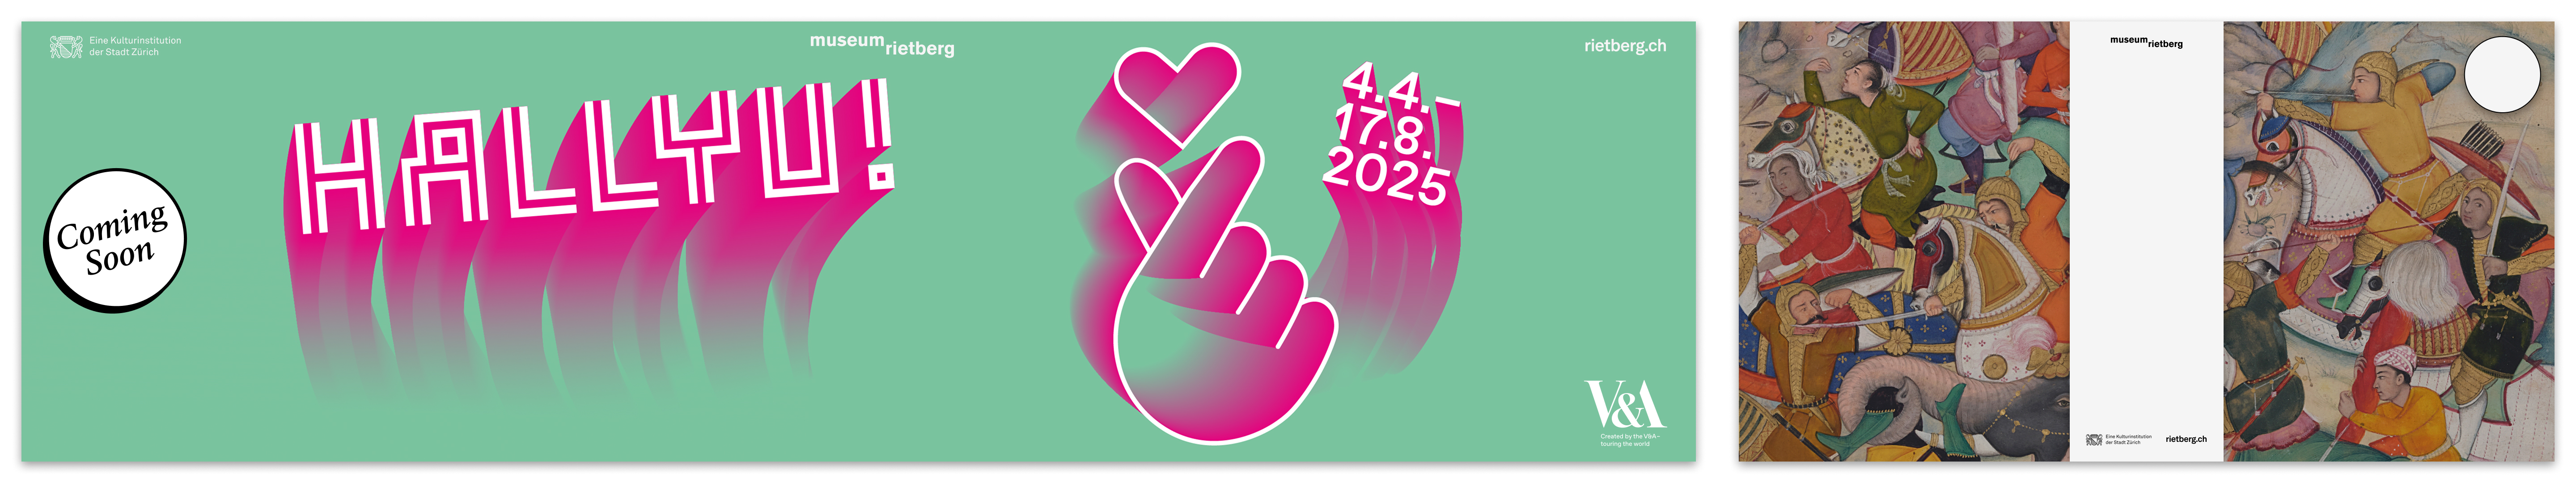 Eine Kulturinstitution
der Stadt Zürich
museum
rietberg
rietberg.ch
HALLYU!
4.4.–
17.8.
2025
Coming
Soon
V&A
Created by the V&A–
touring the world
museum
rietberg
Eine Kulturinstitution
der Stadt Zürich
rietberg.ch